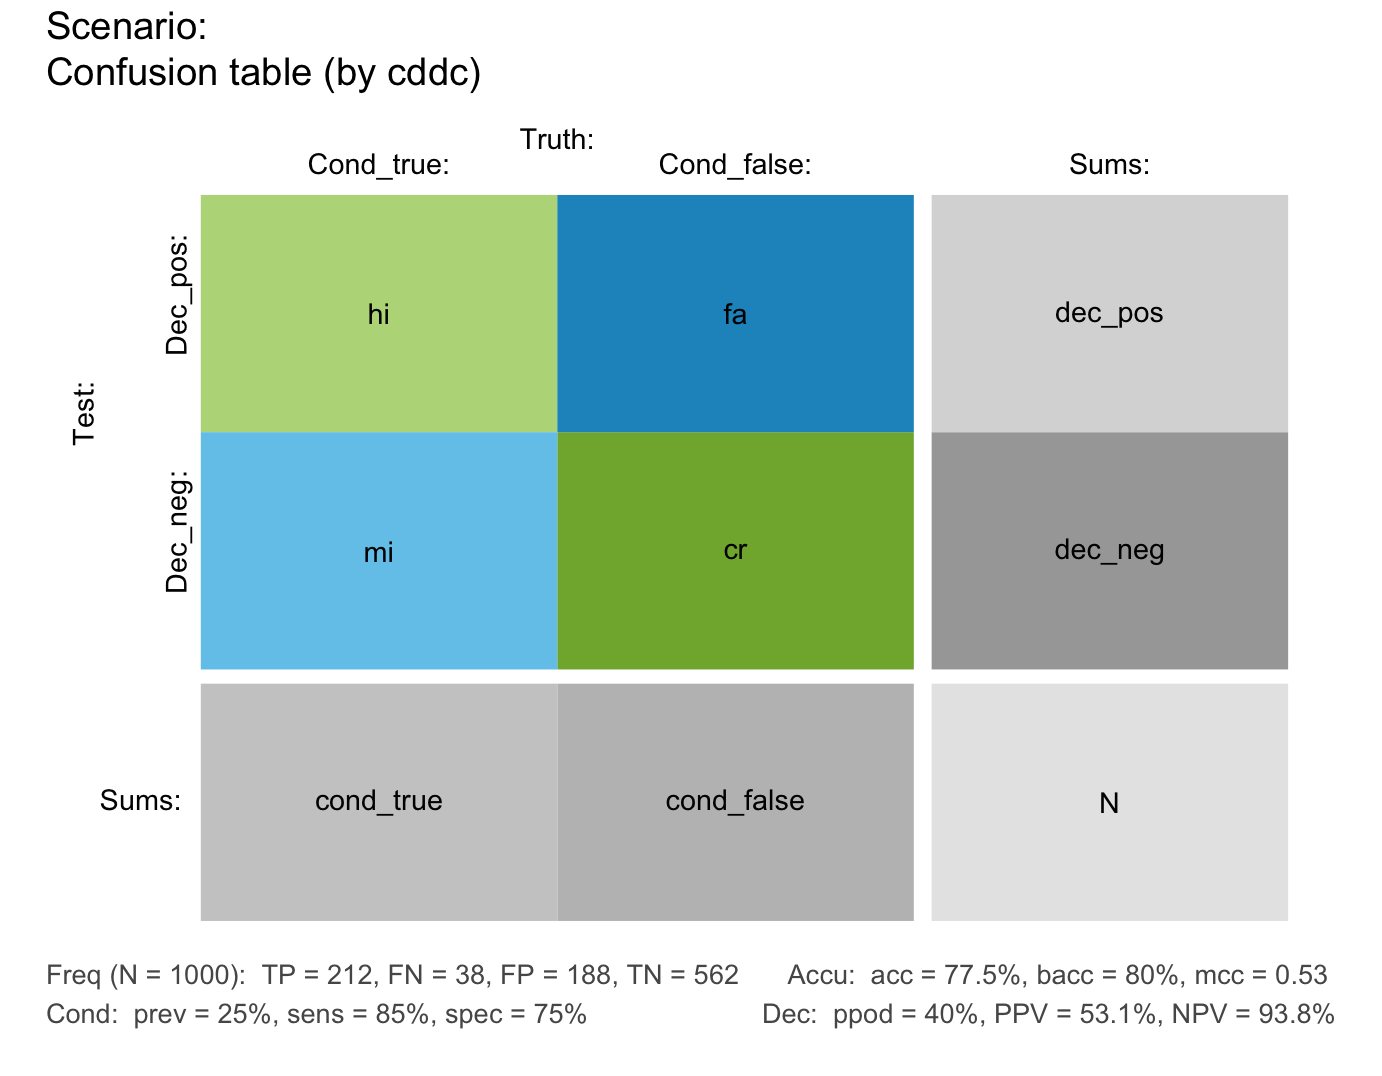 Scenario:
Confusion table (by cddc)
Truth:
Cond_true: Cond_false: Sums:
Test:
Dec_pos:
hi fa dec_pos
Dec_neg:
mi cr dec_neg
Sums: cond_true cond_false N
Freq (N = 1000): TP = 212, FN = 38, FP = 188, TN = 562 Accu: acc = 77.5%, bacc = 80%, mcc = 0.53
Cond: prev = 25%, sens = 85%, spec = 75% Dec: ppod = 40%, PPV = 53.1%, NPV = 93.8%